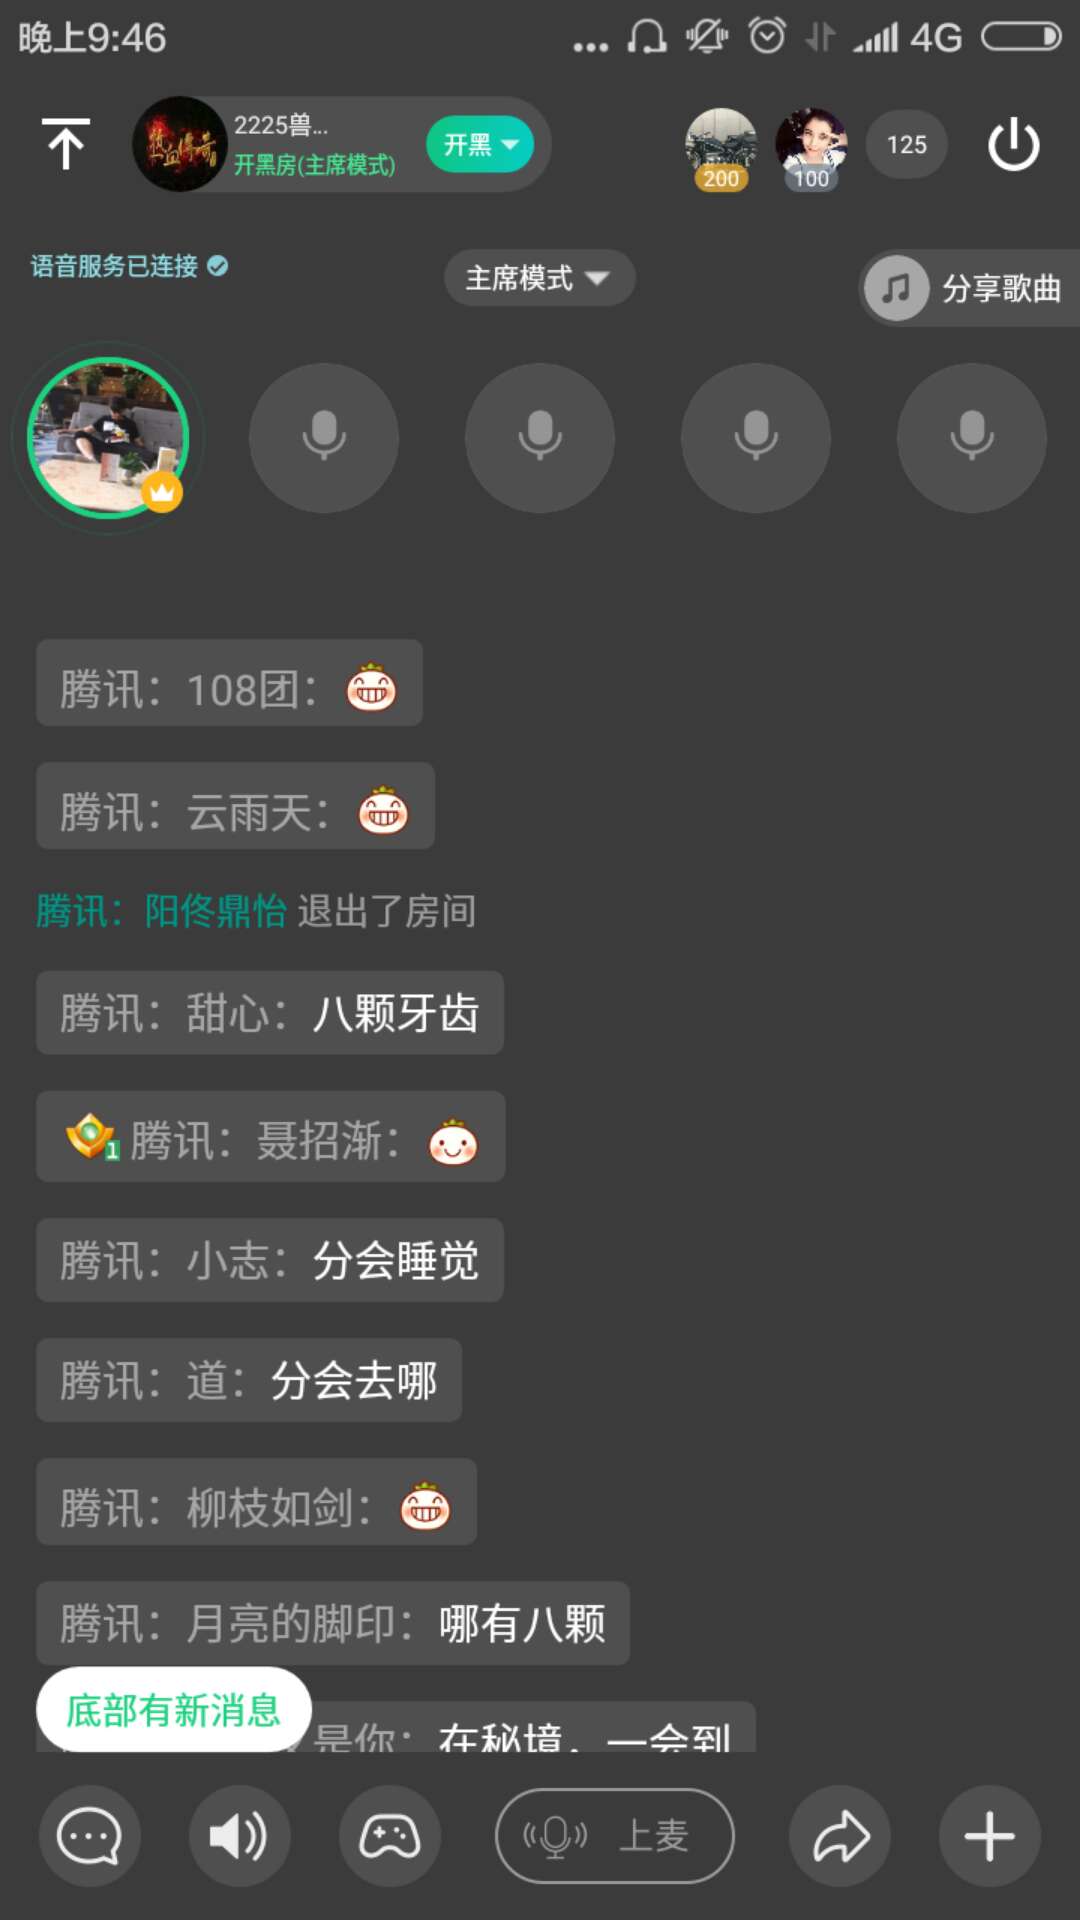 晚上9:46
4G
热血传奇
2225兽...
开黑房(主席模式)
开黑
200
100
125
语音服务已连接
主席模式
分享歌曲
腾讯：108团：
腾讯：云雨天：
腾讯：阳佟鼎怡 退出了房间
腾讯：甜心：八颗牙齿
1 腾讯：聂招渐：
腾讯：小志：分会睡觉
腾讯：道：分会去哪
腾讯：柳枝如剑：
腾讯：月亮的脚印：哪有八颗
底部有新消息
是你：在秘境，一会到
上麦